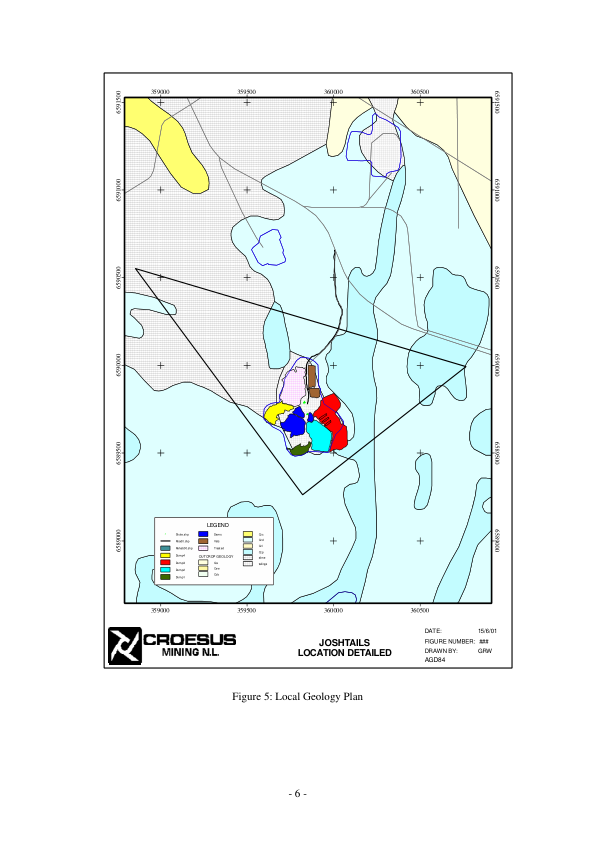 359000 359500 360000 360500
6591500 6591500
6591000 6591000
6590500 6590500
6590000 6590000
6589500 6589500
6589000 6589000
LEGEND
OUTCROP GEOLOGY
359000 359500 360000 360500
CROESUS
MINING N.L.
JOSHTAILS
LOCATION DETAILED
DATE: 15/6/01
FIGURE NUMBER: ###
DRAWN BY: GRW
AGD84
Figure 5: Local Geology Plan
- 6 -